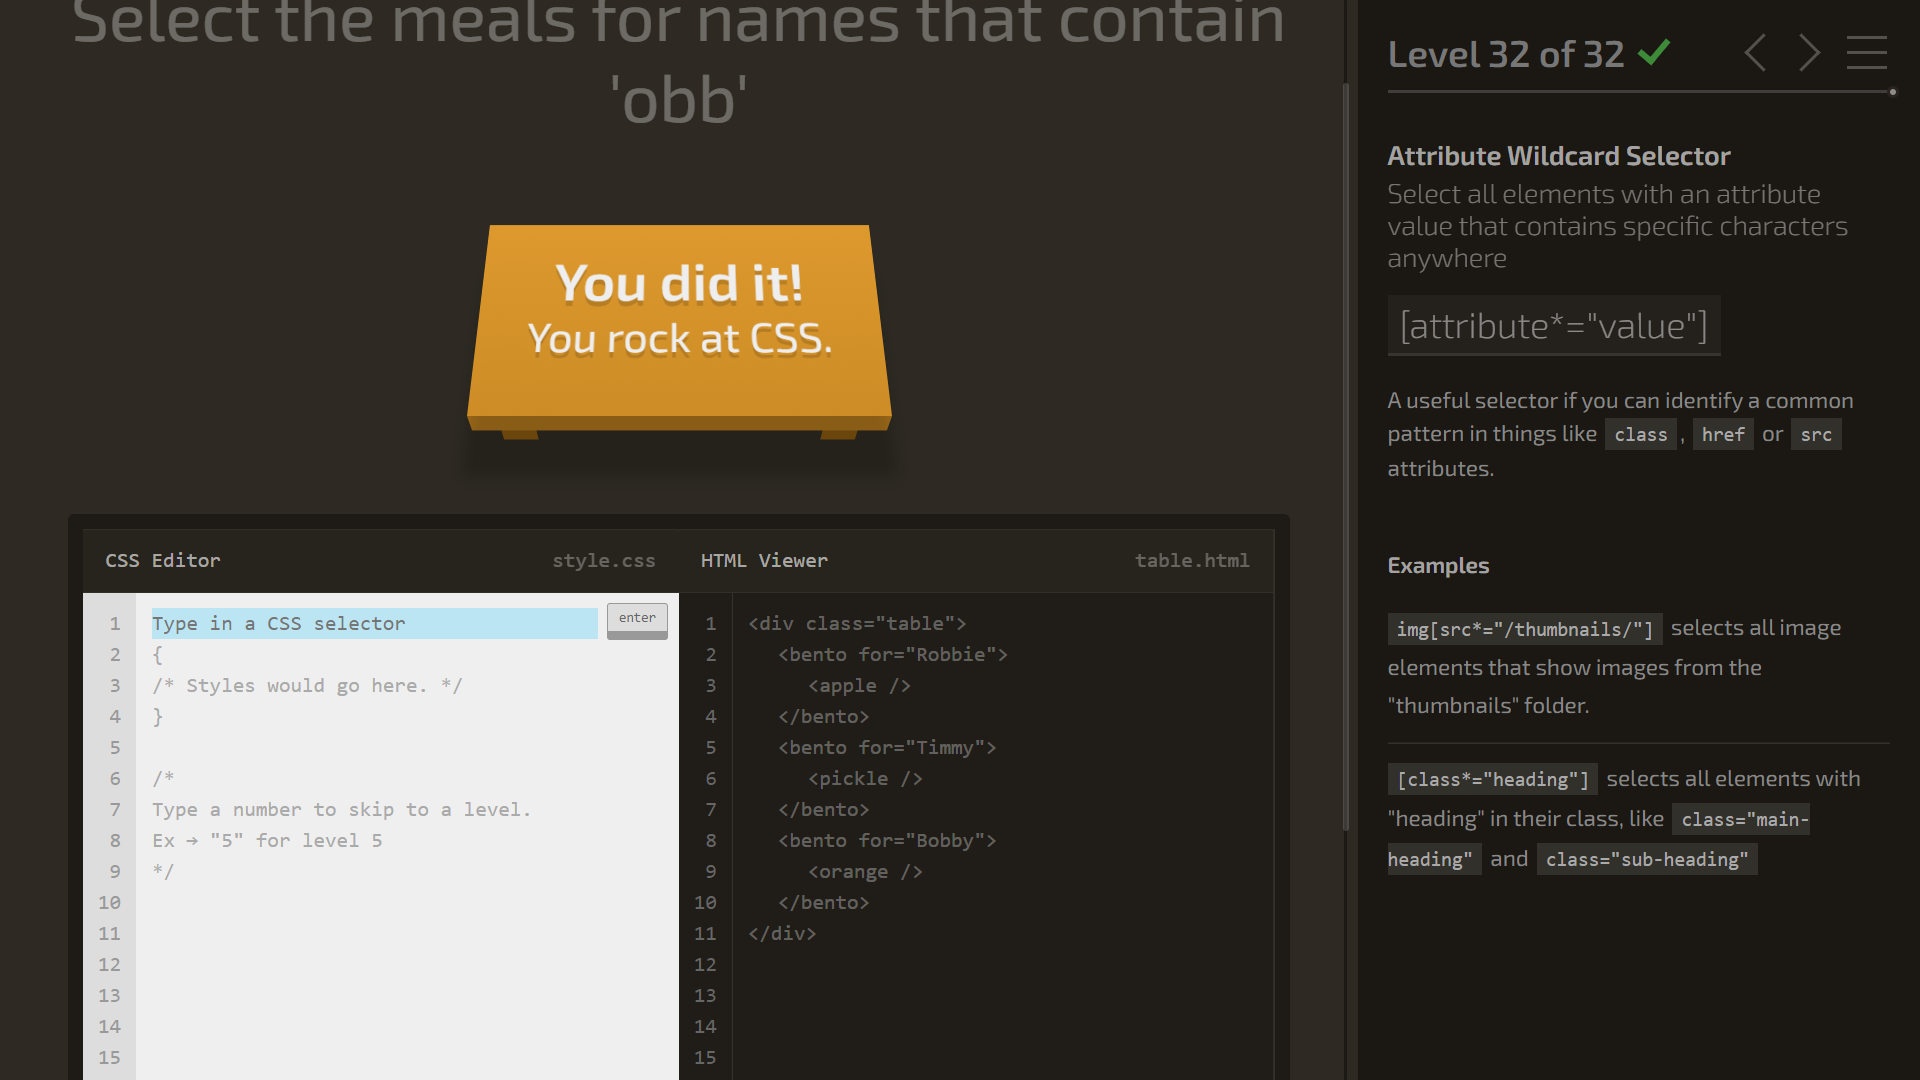 Select the meals for names that contain
'obb'
You did it!
You rock at CSS.
CSS Editor
style.css
HTML Viewer
table.html
1
2
3
4
5
6
7
8
9
10
11
12
13
14
15
Type in a CSS selector
enter
{
/* Styles would go here. */
}
/*
Type a number to skip to a level.
Ex → "5" for level 5
*/
1
2
3
4
5
6
7
8
9
10
11
12
13
14
15
<div class="table">
<bento for="Robbie">
<apple />
</bento>
<bento for="Timmy">
<pickle />
</bento>
<bento for="Bobby">
<orange />
</bento>
</div>
Level 32 of 32
Attribute Wildcard Selector
Select all elements with an attribute
value that contains specific characters
anywhere
[attribute*="value"]
A useful selector if you can identify a common
pattern in things like class , href or src
attributes.
Examples
img[src*="/thumbnails/"] selects all image
elements that show images from the
"thumbnails" folder.
[class*="heading"] selects all elements with
"heading" in their class, like class="main-
heading" and class="sub-heading"